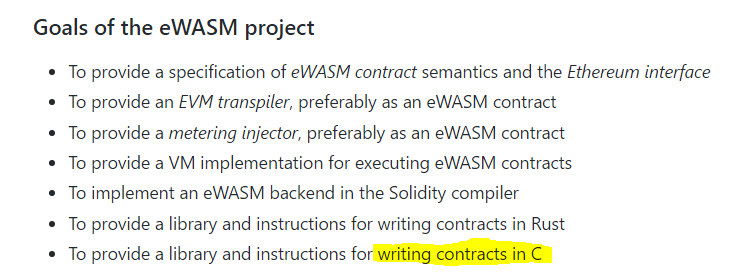 Goals of the eWASM project
• To provide a specification of eWASM contract semantics and the Ethereum interface
• To provide an EVM transpiler, preferably as an eWASM contract
• To provide a metering injector, preferably as an eWASM contract
• To provide a VM implementation for executing eWASM contracts
• To implement an eWASM backend in the Solidity compiler
• To provide a library and instructions for writing contracts in Rust
• To provide a library and instructions for writing contracts in C